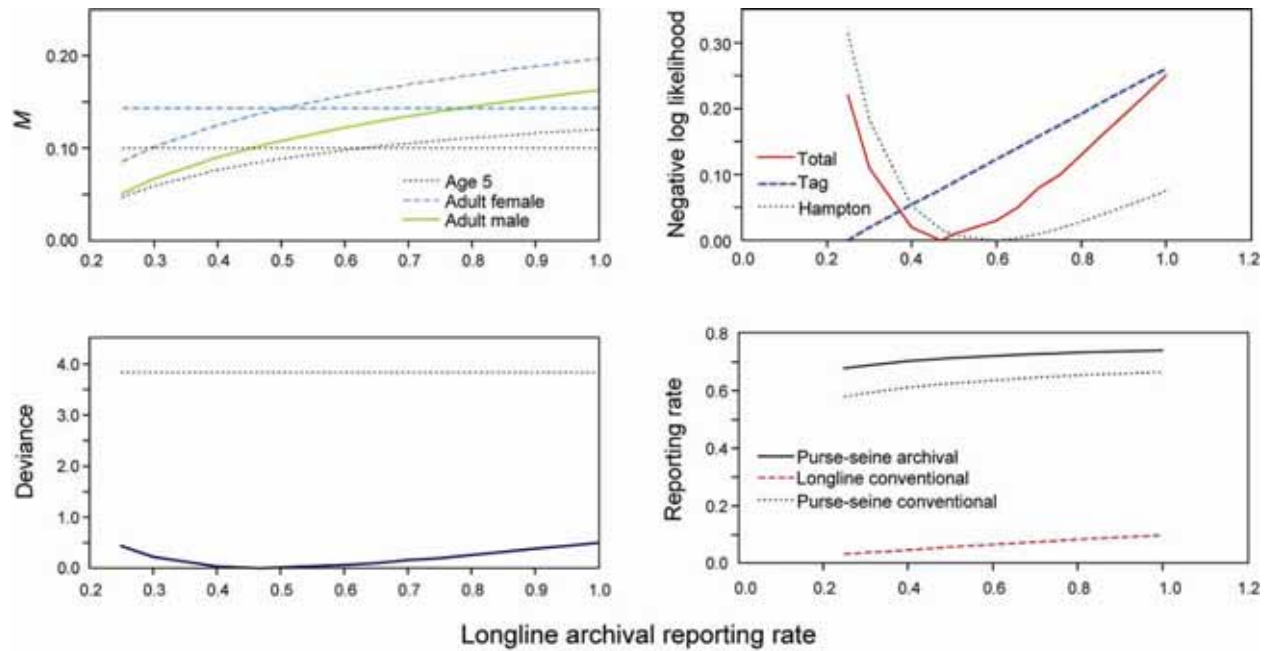 M
0.20
0.10
0.00
0.2 0.3 0.4 0.5 0.6 0.7 0.8 0.9 1.0
Age 5
Adult female
Adult male
Negative log likelihood
0.30
0.20
0.10
0.00
0.0 0.2 0.4 0.6 0.8 1.0 1.2
Total
Tag
Hampton
Deviance
4.0
3.0
2.0
1.0
0.0
0.2 0.3 0.4 0.5 0.6 0.7 0.8 0.9 1.0
Reporting rate
0.8
0.6
0.4
0.2
0.0
0.0 0.2 0.4 0.6 0.8 1.0 1.2
Purse-seine archival
Longline conventional
Purse-seine conventional
Longline archival reporting rate